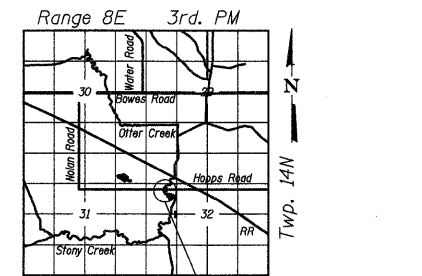 Range 8E 3rd. PM
Water Road
30
29
Bowes Road
N
Otter Creek
Nolan Road
Hopps Road
Twp. 14N
31
32
RR
Stony Creek